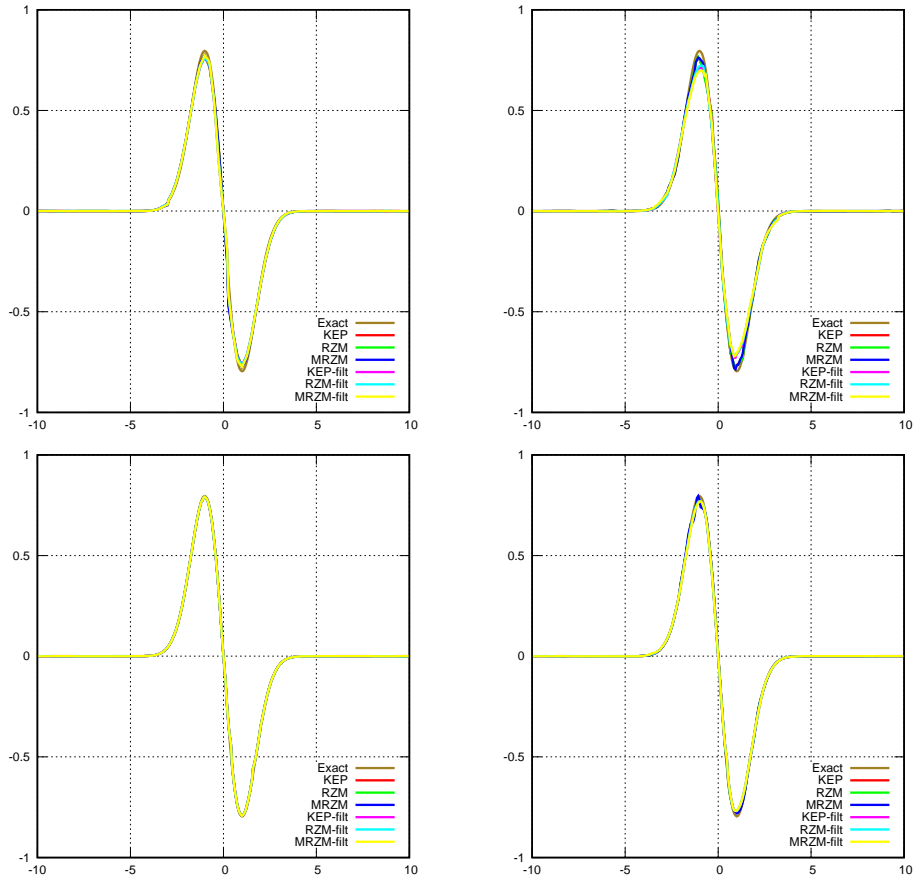 1
0.5
0
-0.5
-1
-10
-5
0
5
10
Exact
KEP
RZM
MRZM
KEP-filt
RZM-filt
MRZM-filt
1
0.5
0
-0.5
-1
-10
-5
0
5
10
Exact
KEP
RZM
MRZM
KEP-filt
RZM-filt
MRZM-filt
1
0.5
0
-0.5
-1
-10
-5
0
5
10
Exact
KEP
RZM
MRZM
KEP-filt
RZM-filt
MRZM-filt
1
0.5
0
-0.5
-1
-10
-5
0
5
10
Exact
KEP
RZM
MRZM
KEP-filt
RZM-filt
MRZM-filt